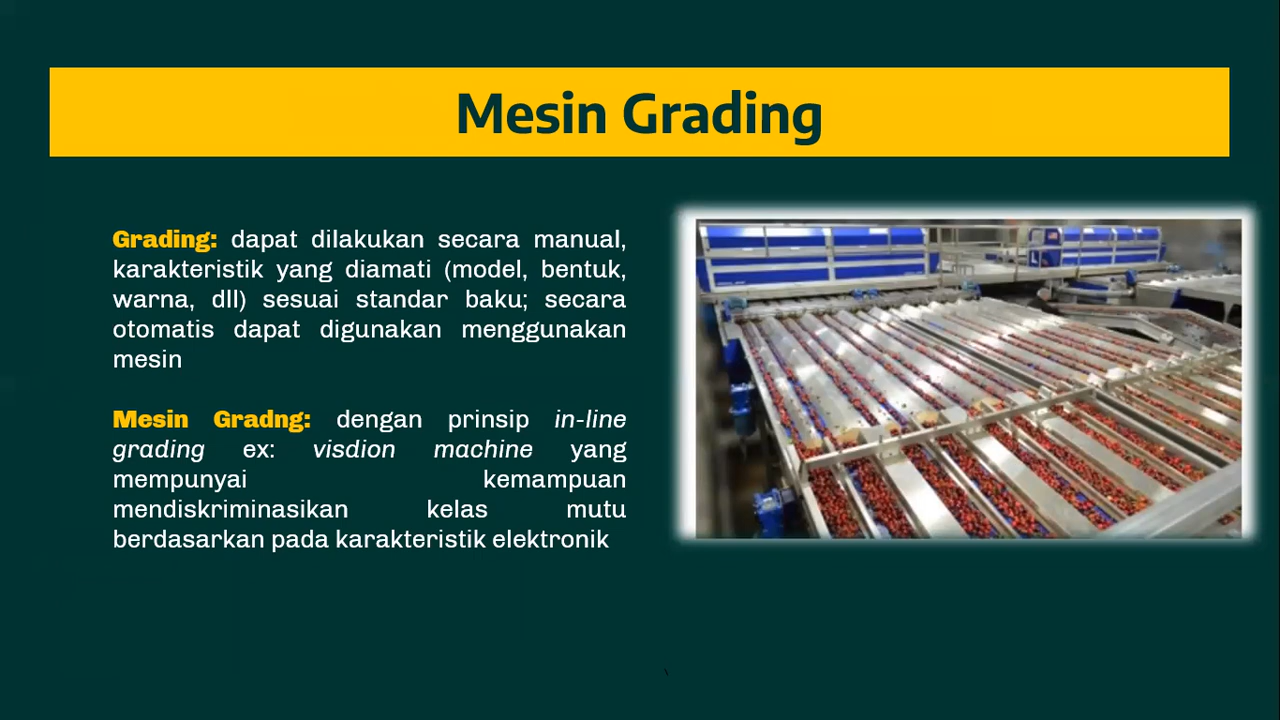 Mesin Grading
Grading: dapat dilakukan secara manual,
karakteristik yang diamati (model, bentuk,
warna, dll) sesuai standar baku; secara
otomatis dapat digunakan menggunakan
mesin
Mesin Gradng: dengan prinsip in-line
grading ex: visdion machine yang
mempunyai kemampuan
mendiskriminasikan kelas mutu
berdasarkan pada karakteristik elektronik